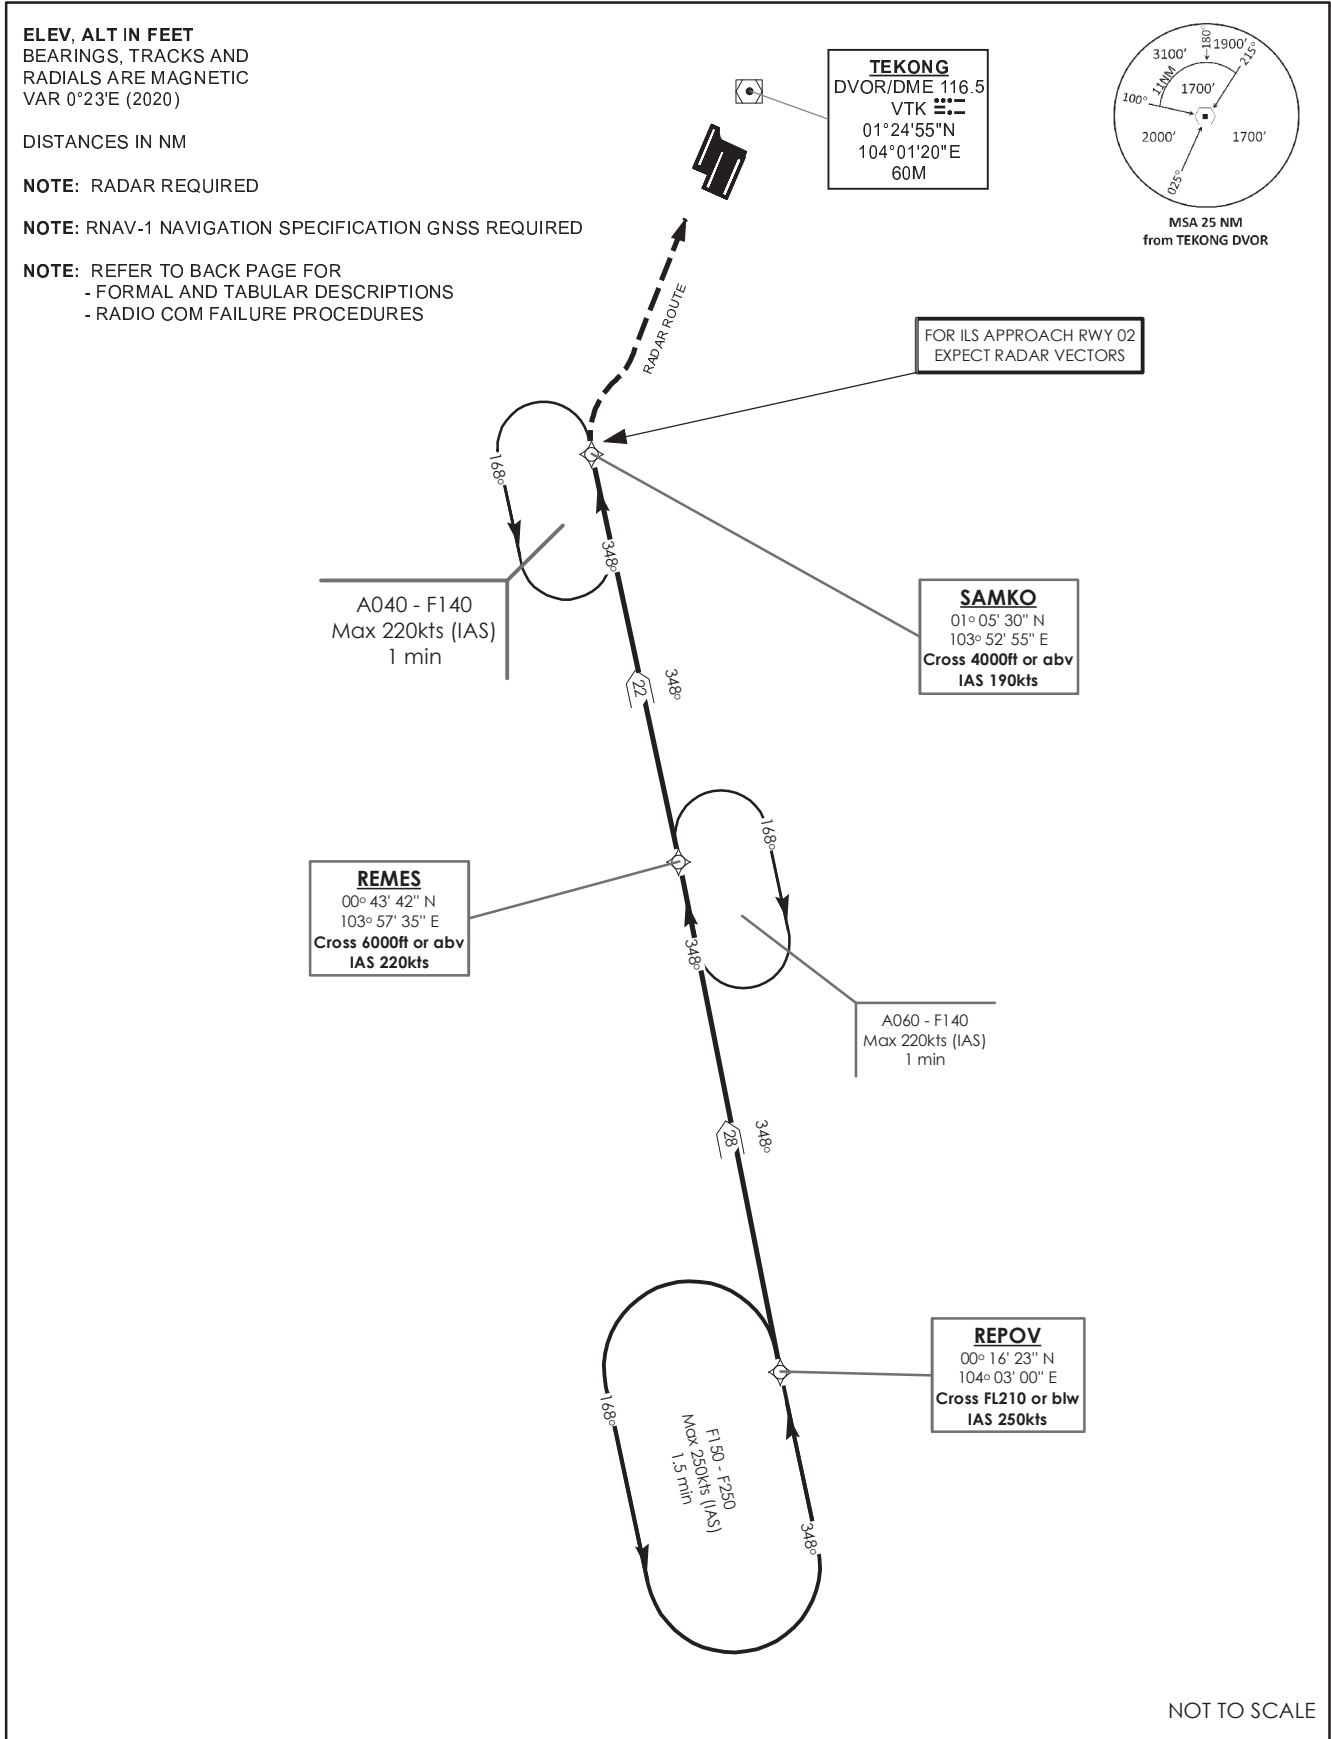 ELEV, ALT IN FEET
BEARINGS, TRACKS AND
RADIALS ARE MAGNETIC
VAR 0°23'E (2020)
DISTANCES IN NM
NOTE: RADAR REQUIRED
NOTE: RNAV-1 NAVIGATION SPECIFICATION GNSS REQUIRED
NOTE: REFER TO BACK PAGE FOR
- FORMAL AND TABULAR DESCRIPTIONS
- RADIO COM FAILURE PROCEDURES
TEKONG
DVOR/DME 116.5
VTK
01°24'55"N
104°01'20"E
60M
3100'
180°
1900'
215°
11NM
1700'
100°
2000'
1700'
025°
MSA 25 NM
from TEKONG DVOR
RADAR ROUTE
FOR ILS APPROACH RWY 02
EXPECT RADAR VECTORS
168°
348°
A040 - F140
Max 220kts (IAS)
1 min
SAMKO
01° 05' 30" N
103° 52' 55" E
Cross 4000ft or abv
IAS 190kts
22
348°
168°
REMES
00° 43' 42" N
103° 57' 35" E
Cross 6000ft or abv
IAS 220kts
348°
A060 - F140
Max 220kts (IAS)
1 min
28
348°
REPOV
00° 16' 23" N
104° 03' 00" E
Cross FL210 or blw
IAS 250kts
168°
F150 - F250
Max 250kts (IAS)
1.5 min
348°
NOT TO SCALE